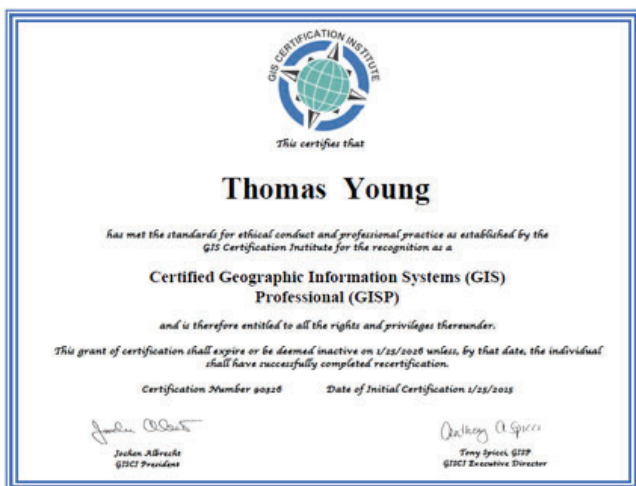 GIS CERTIFICATION INSTITUTE
This certifies that
Thomas Young
has met the standards for ethical conduct and professional practice as established by the
GIS Certification Institute for the recognition as a
Certified Geographic Information Systems (GIS)
Professional (GISP)
and is therefore entitled to all the rights and privileges thereunder.
This grant of certification shall expire or be deemed inactive on 1/25/2026 unless, by that date, the individual
shall have successfully completed recertification.
Certification Number 90326 Date of Initial Certification 1/25/2015
Jochen Albrecht
GISCI President
Anthony A Spicci
Tony Spicci, GISP
GISCI Executive Director